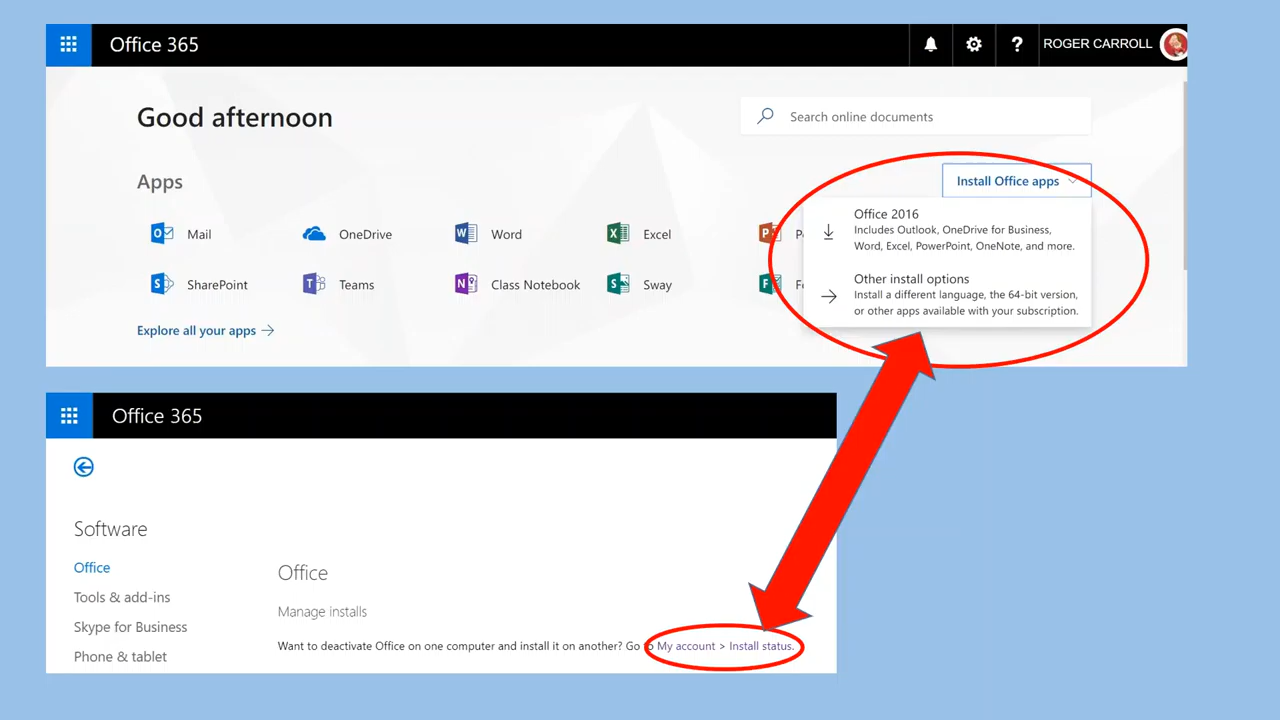 Office 365
ROGER CARROLL
Good afternoon
Search online documents
Apps
Install Office apps
Mail
OneDrive
Word
Excel
Office 2016
Includes Outlook, OneDrive for Business,
Word, Excel, PowerPoint, OneNote, and more.
SharePoint
Teams
Class Notebook
Sway
Other install options
Install a different language, the 64-bit version,
or other apps available with your subscription.
Explore all your apps
Office 365
Software
Office
Tools & add-ins
Skype for Business
Phone & tablet
Office
Manage installs
Want to deactivate Office on one computer and install it on another? Go to My account > Install status.